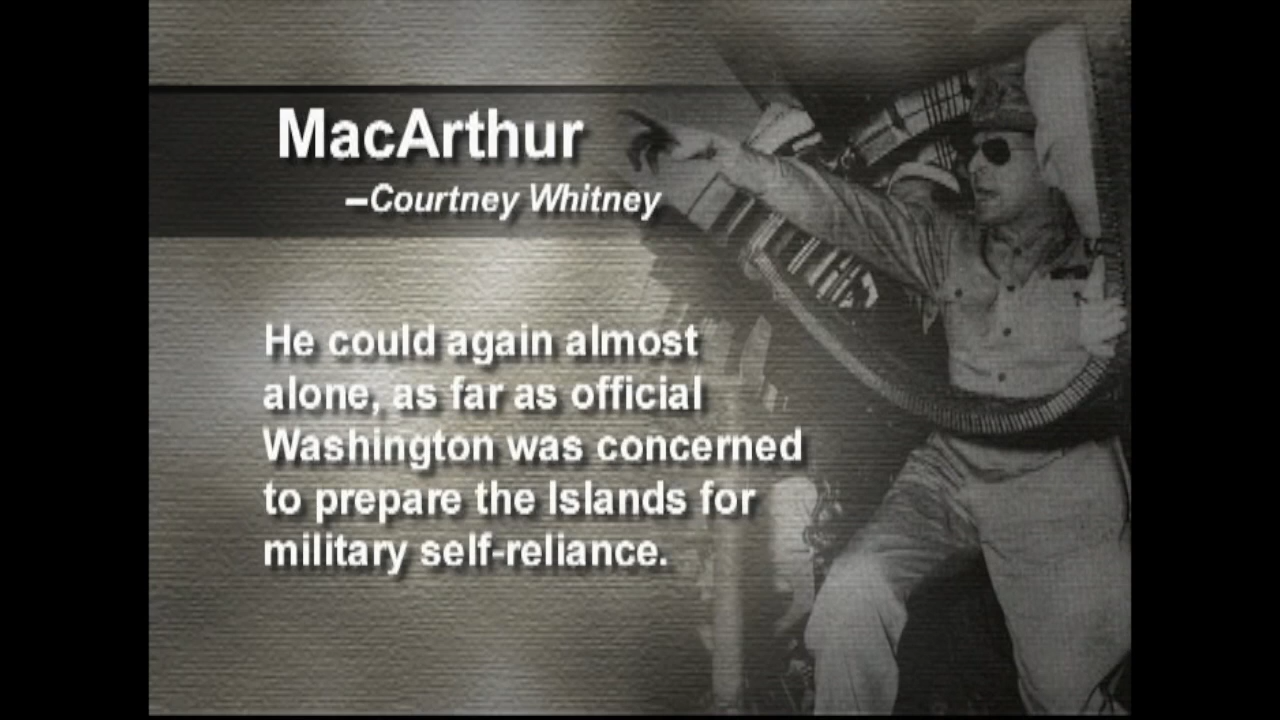 MacArthur
–Courtney Whitney
He could again almost
alone, as far as official
Washington was concerned
to prepare the Islands for
military self-reliance.